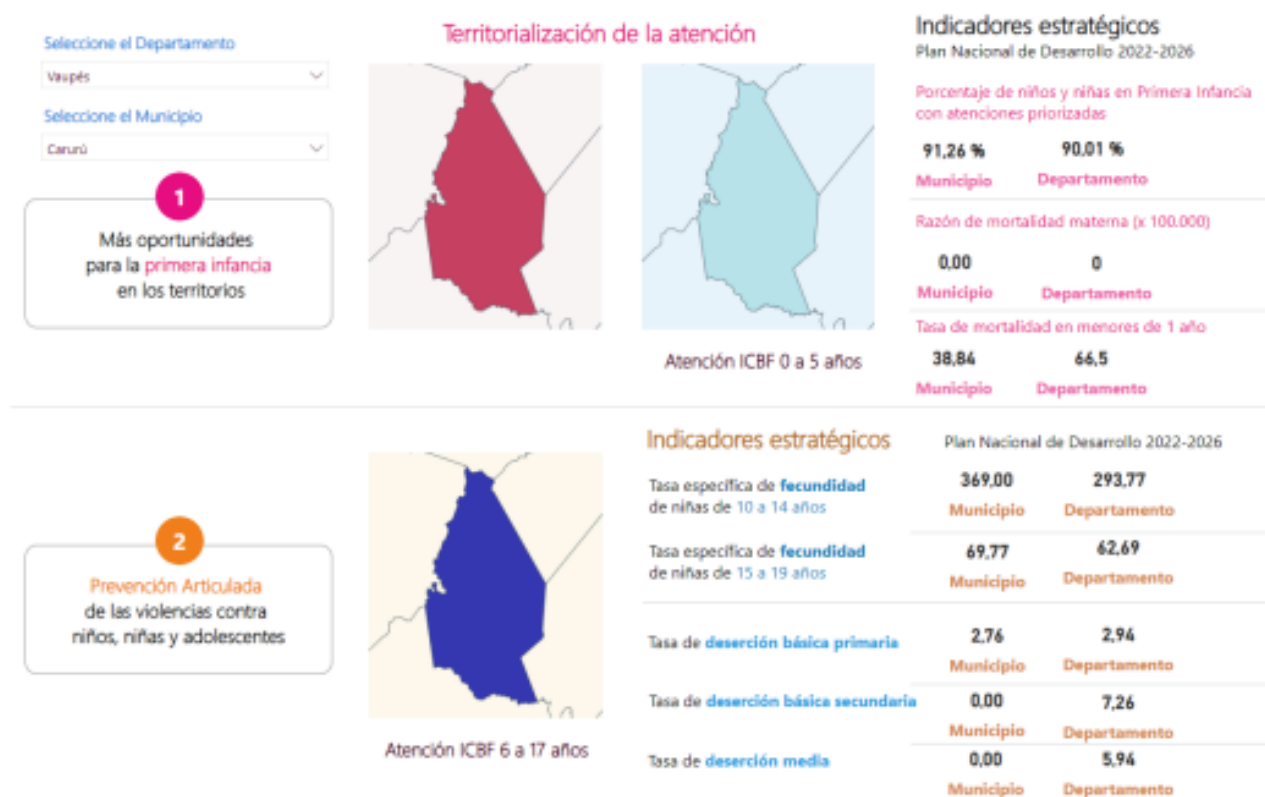 Seleccione el Departamento
Vaupés
Seleccione el Municipio
Carurú
1
Más oportunidades
para la primera infancia
en los territorios
Territorialización de la atención
Atención ICBF 0 a 5 años
Indicadores estratégicos
Plan Nacional de Desarrollo 2022-2026
Porcentaje de niños y niñas en Primera Infancia
con atenciones priorizadas
91,26 % 90,01 %
Municipio Departamento
Razón de mortalidad materna (x 100.000)
0,00 0
Municipio Departamento
Tasa de mortalidad en menores de 1 año
38,84 66,5
Municipio Departamento
2
Prevención Articulada
de las violencias contra
niños, niñas y adolescentes
Atención ICBF 6 a 17 años
Indicadores estratégicos Plan Nacional de Desarrollo 2022-2026
Tasa específica de fecundidad
de niñas de 10 a 14 años
369,00 293,77
Municipio Departamento
Tasa específica de fecundidad
de niñas de 15 a 19 años
69,77 62,69
Municipio Departamento
Tasa de deserción básica primaria
2,76 2,94
Municipio Departamento
Tasa de deserción básica secundaria
0,00 7,26
Municipio Departamento
Tasa de deserción media
0,00 5,94
Municipio Departamento